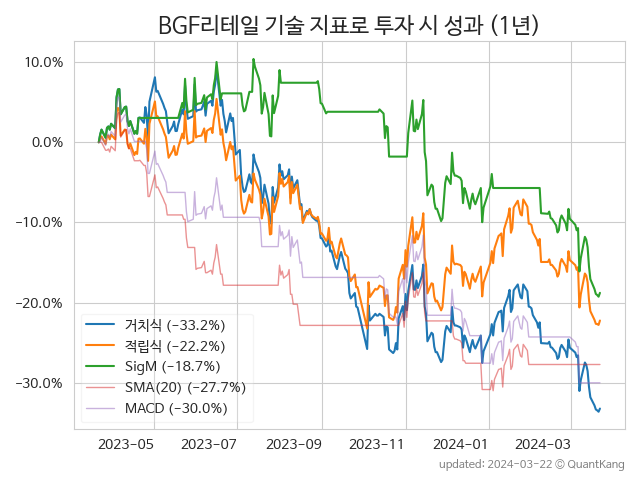 BGF리테일 기술 지표로 투자 시 성과 (1년)
10.0%
0.0%
−10.0%
−20.0%
−30.0%
거치식 (−33.2%)
적립식 (−22.2%)
SigM (−18.7%)
SMA(20) (−27.7%)
MACD (−30.0%)
2023−05
2023−07
2023−09
2023−11
2024−01
2024−03
updated: 2024-03-22 © QuantKang